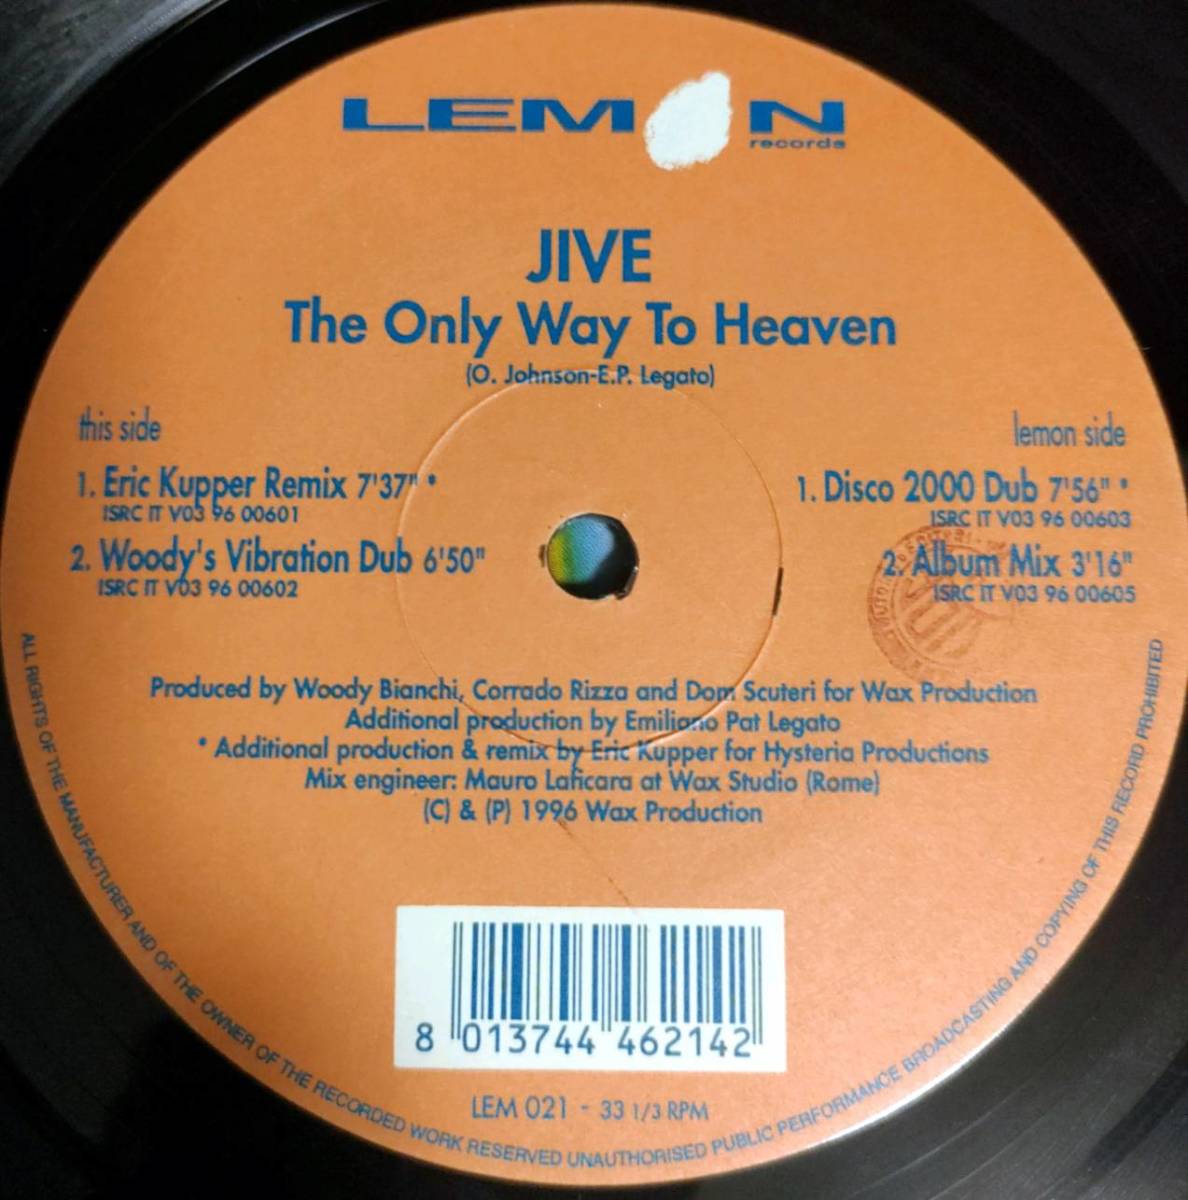 LEMON
records
JIVE
The Only Way To Heaven
(O. Johnson-E.P. Legato)
this side
1. Eric Kupper Remix 7'37" *
ISRC IT V03 96 00601
2. Woody's Vibration Dub 6'50"
ISRC IT V03 96 00602
lemon side
1. Disco 2000 Dub 7'56" *
ISRC IT V03 96 00603
2. Album Mix 3'16"
ISRC IT V03 96 00605
Produced by Woody Bianchi, Corrado Rizza and Dom Scuteri for Wax Production
Additional production by Emiliano Pat Legato
* Additional production & remix by Eric Kupper for Hysteria Productions
Mix engineer: Mauro Laficara at Wax Studio (Rome)
(C) & (P) 1996 Wax Production
8 013744 462142
LEM 021 - 33 1/3 RPM
ALL RIGHTS OF THE MANUFACTURER AND OF THE OWNER OF THE RECORDED WORK RESERVED UNAUTHORISED PUBLIC PERFORMANCE BROADCASTING AND COPYING OF THIS RECORD PROHIBITED